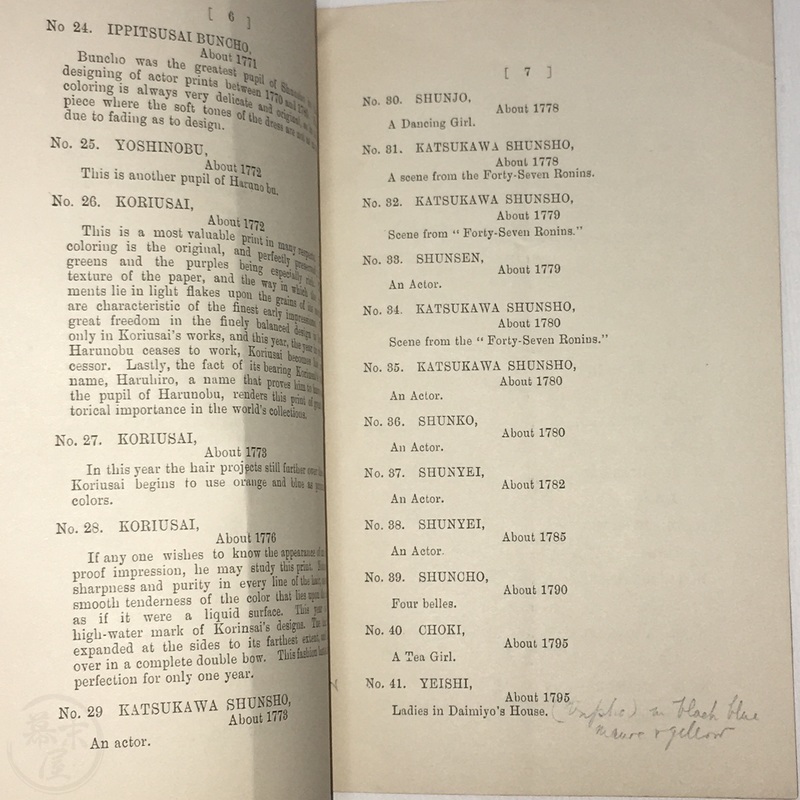 [ 6 ]
No 24. IPPITSUSAI BUNCHO,
About 1771
Buncho was the greatest pupil of
designing of actor prints between 1770 and
coloring is always very delicate and original,
piece where the soft tones of the dress are
due to fading as to design.
No. 25. YOSHINOBU,
About 1772
This is another pupil of Harunobu.
No. 26. KORIUSAI,
About 1772
This is a most valuable print in many
coloring is the original, and perfectly
greens and the purples being especially
texture of the paper, and the way in which
ments lie in light flakes upon the grains of
are characteristic of the finest early
great freedom in the finely balanced design
only in Koriusai's works, and this year, the year
Harunobu ceases to work, Koriusai becomes
cessor. Lastly, the fact of its bearing
name, Haruhiro, a name that proves him to
the pupil of Harunobu, renders this print of
torical importance in the world's collections.
No. 27. KORIUSAI,
About 1773
In this year the hair projects still further
Koriusai begins to use orange and blue as
colors.
No. 28. KORIUSAI,
About 1776
If any one wishes to know the appearance
proof impression, he may study this print.
sharpness and purity in every line of the
smooth tenderness of the color that lies
as if it were a liquid surface. This year
high-water mark of Korinsai's designs. The
expanded at the sides to its farthest extent,
over in a complete double bow. This fashion
perfection for only one year.
No. 29 KATSUKAWA SHUNSHO,
About 1773
An actor.
[ 7 ]
No. 30. SHUNJO,
About 1778
A Dancing Girl.
No. 31. KATSUKAWA SHUNSHO,
About 1778
A scene from the Forty-Seven Ronins.
No. 32. KATSUKAWA SHUNSHO,
About 1779
Scene from "Forty-Seven Ronins."
No. 33. SHUNSEN,
About 1779
An Actor.
No. 34. KATSUKAWA SHUNSHO,
About 1780
Scene from the "Forty-Seven Ronins."
No. 35. KATSUKAWA SHUNSHO,
About 1780
An Actor.
No. 36. SHUNKO,
About 1780
An Actor.
No. 37. SHUNYEI,
About 1782
An Actor.
No. 38. SHUNYEI,
About 1785
An Actor.
No. 39. SHUNCHO,
About 1790
Four belles.
No. 40 CHOKI,
About 1795
A Tea Girl.
No. 41. YEISHI,
About 1795
Ladies in Daimiyo's House. in black blue
mauve & yellow
幕末屋